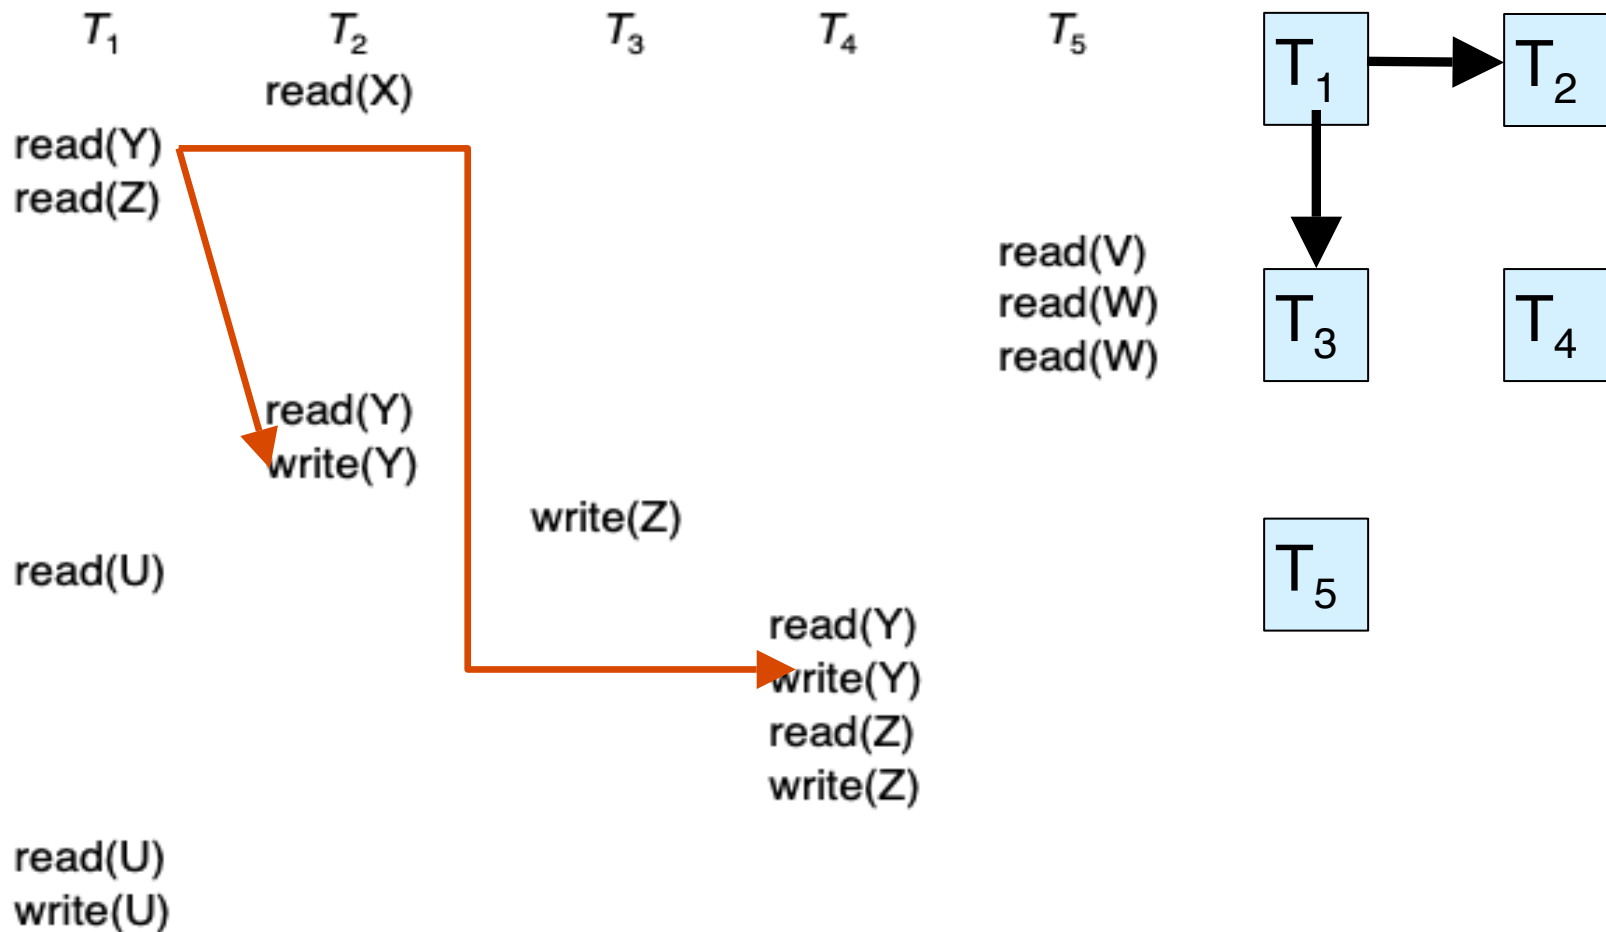 T1 T2 T3 T4 T5
read(X)
read(Y)
read(Z)
read(V)
read(W)
read(W)
read(Y)
write(Y)
write(Z)
read(U)
read(Y)
write(Y)
read(Z)
write(Z)
read(U)
write(U)
T1 T2
T3 T4
T5